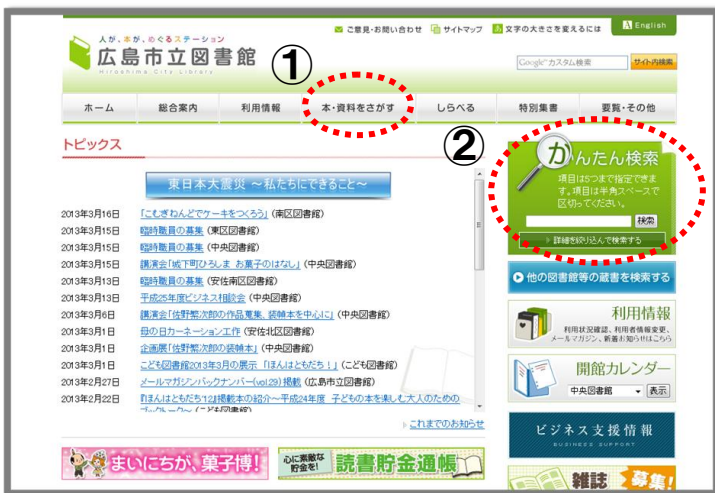 ご意見・お問い合わせ
サイトマップ
文字の大きさを変えるには
English
人が、本が、めぐるステーション
広島市立図書館
Hiroshima City Library
①
Google カスタム検索
サイト内検索
ホーム
総合案内
利用情報
本・資料をさがす
しらべる
特別集書
要覧・その他
トピックス
②
東日本大震災 ～私たちにできること～
2013年3月16日 「こむぎねんどでケーキをつくろう」(南区図書館)
2013年3月15日 臨時職員の募集 (東区図書館)
2013年3月15日 臨時職員の募集 (中央図書館)
2013年3月15日 講演会「城下町ひろしま お菓子のはなし」(中央図書館)
2013年3月13日 臨時職員の募集 (安佐南区図書館)
2013年3月13日 平成25年度ビジネス相談会 (中央図書館)
2013年3月6日 講演会「佐野繁次郎の作品蒐集、装幀本を中心に」(中央図書館)
2013年3月1日 母の日カーネーション工作 (安佐北区図書館)
2013年3月1日 企画展「佐野繁次郎の装幀本」(中央図書館)
2013年3月1日 こども図書館2013年3月の展示 「ほんはともだち！」(こども図書館)
2013年2月27日 メールマガジンバックナンバー(vol.29)掲載 (広島市立図書館)
2013年2月22日 『ほんはともだち12』掲載本の紹介～平成24年度 子どもの本を楽しむ大人のための
ブックトーク～ (こども図書館)
これまでのお知らせ
かんたん検索
項目は5つまで指定できま
す。項目は半角スペースで
区切ってください。
検索
詳細を絞り込んで検索する
他の図書館等の蔵書を検索する
利用情報
利用状況確認、利用者情報変更、
メールマガジン、新着お知らせはこちら
開館カレンダー
中央図書館
表示
ビジネス支援情報
BUSINESS SUPPORT
まいにちが、菓子博！
心に素敵な
貯金を！
読書貯金通帳
雑誌
募集！